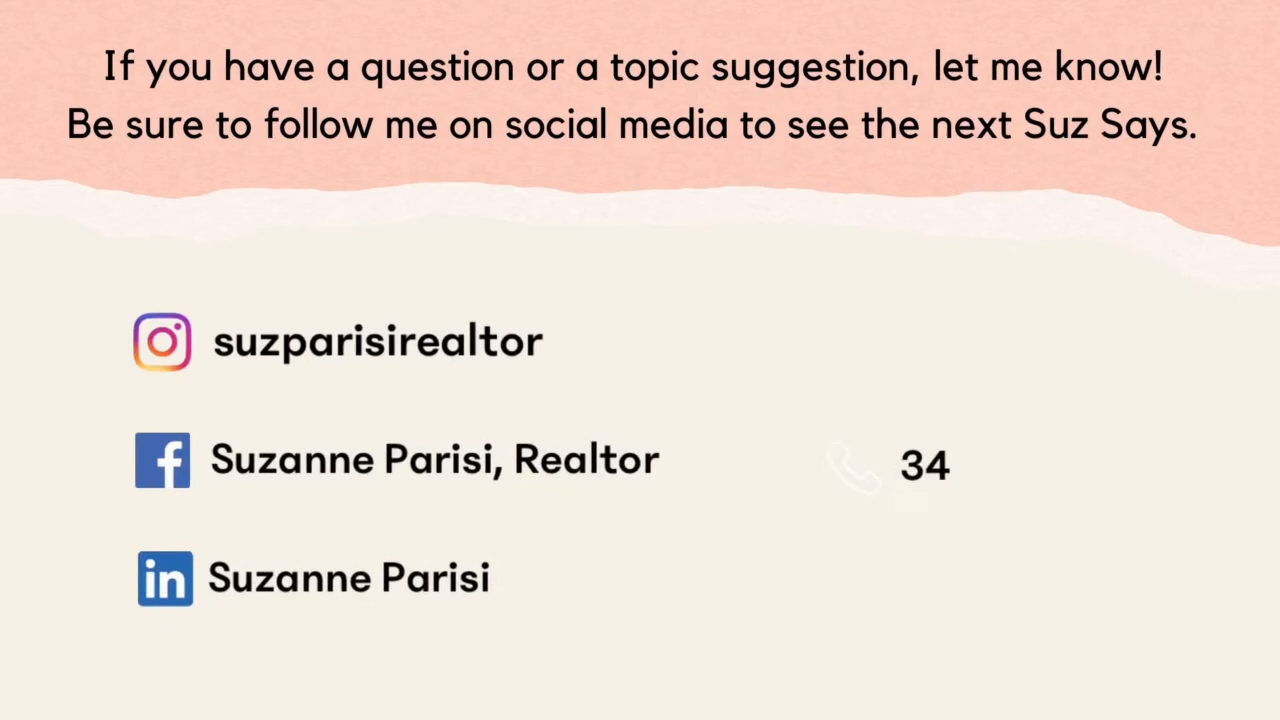 If you have a question or a topic suggestion, let me know!
Be sure to follow me on social media to see the next Suz Says.
suzparisirealtor
Suzanne Parisi, Realtor
34
Suzanne Parisi